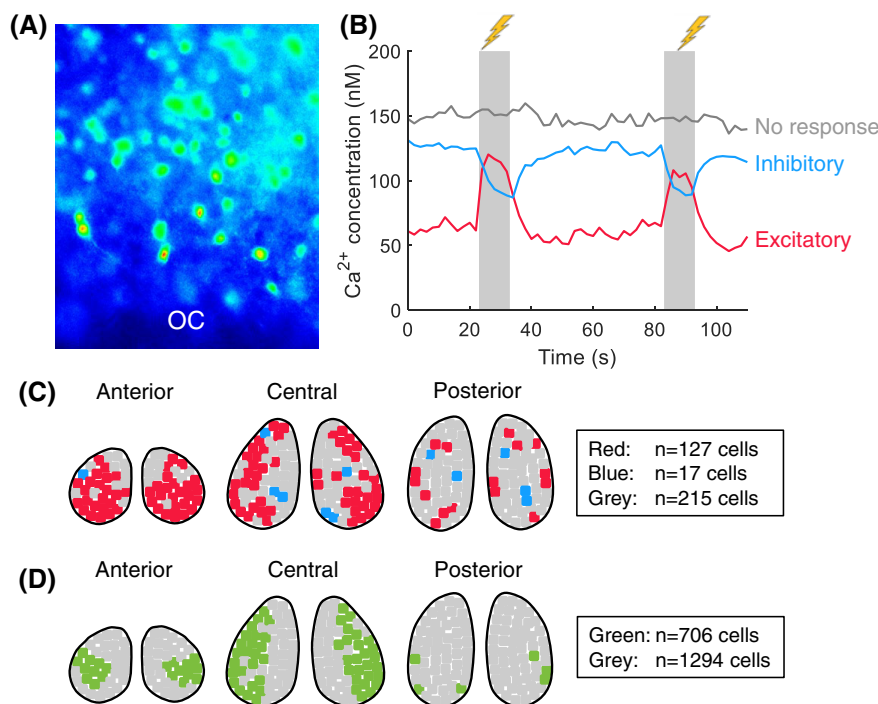 (A)
OC
(B)
Ca2+ concentration (nM)
200
150
100
50
0
0 20 40 60 80 100
Time (s)
No response
Inhibitory
Excitatory
(C)
Anterior Central Posterior
Red: n=127 cells
Blue: n=17 cells
Grey: n=215 cells
(D)
Anterior Central Posterior
Green: n=706 cells
Grey: n=1294 cells